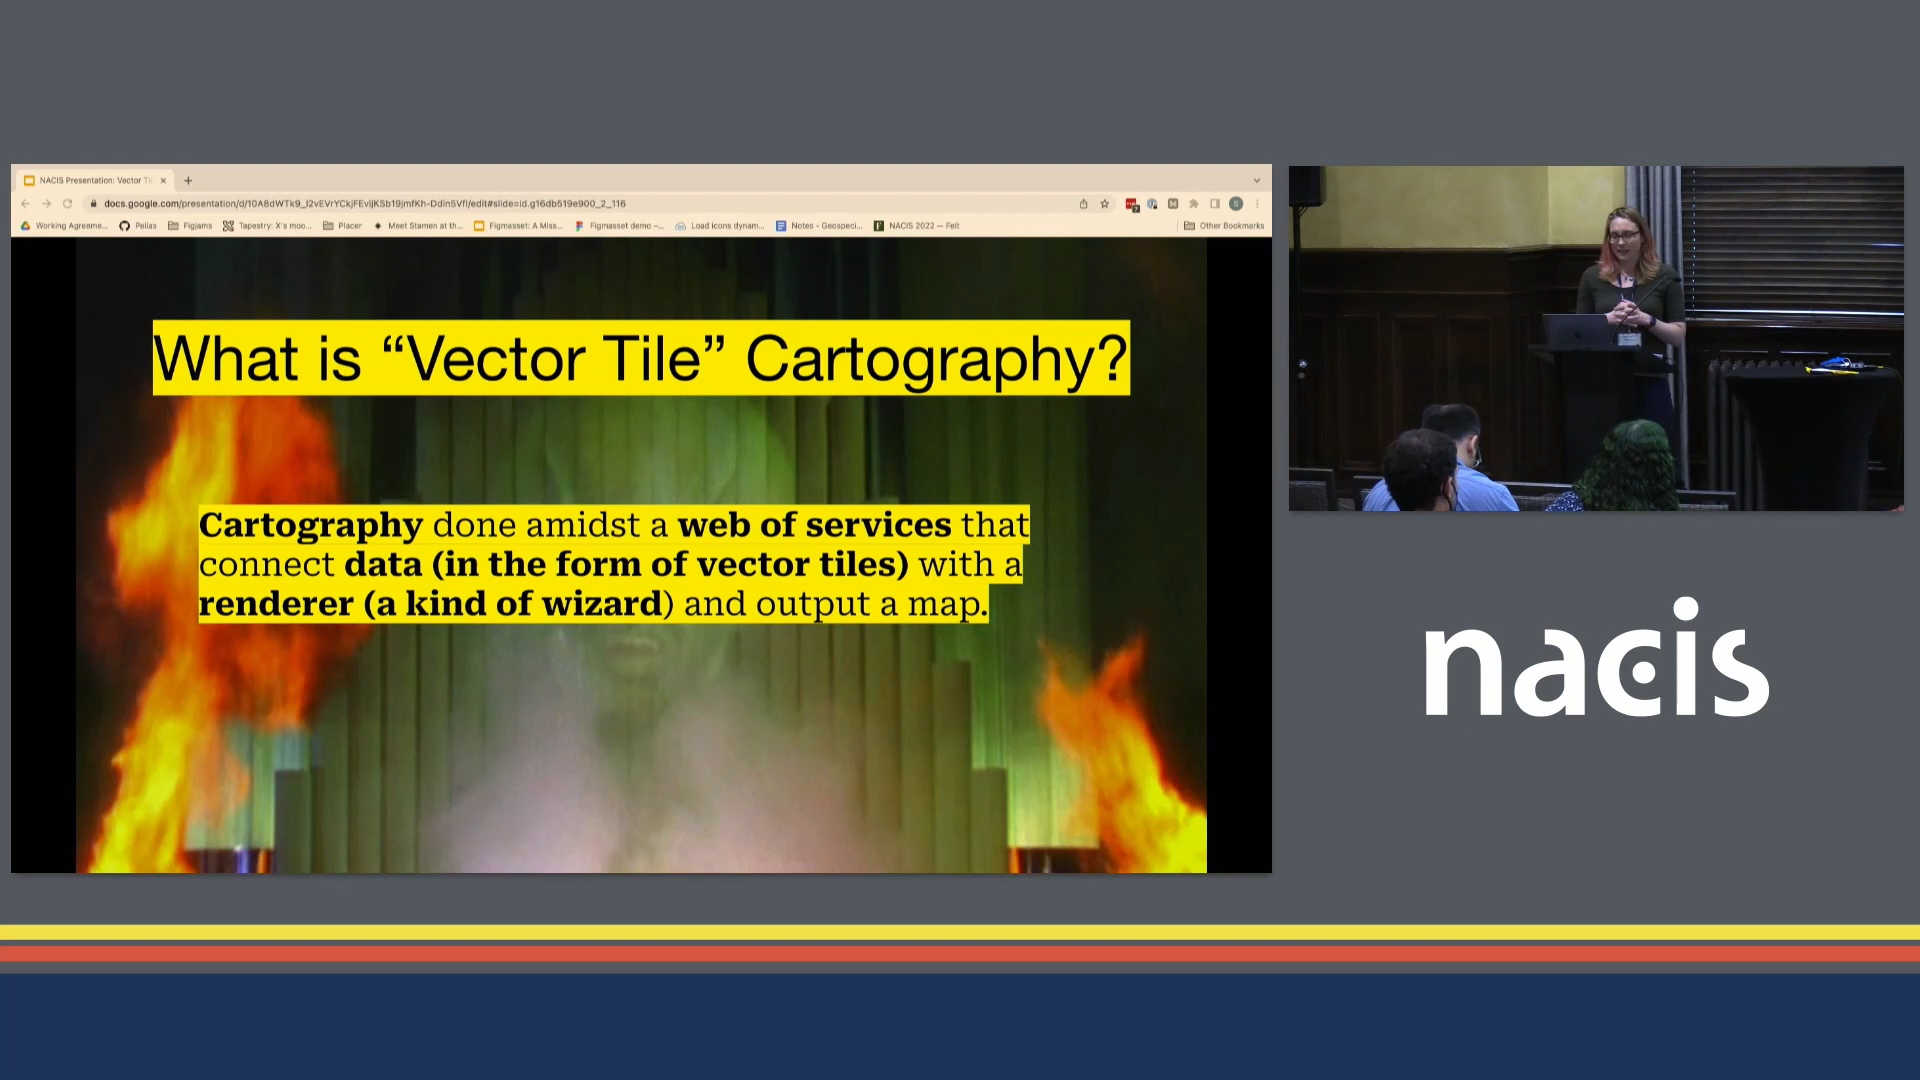 NACIS Presentation: Vector Til
docs.google.com/presentation/d/10A8dWTk9_I2vEVrYCkjFEvijKSb19jmfKh-Ddin5Vfl/edit#slide=id.g16db519e900_2_116
Working Agreeme... Pelias Figjams Tapestry: X's moo... Placer Meet Stamen at th... Figmasset: A Miss... Figmasset demo –... Load icons dynam... Notes - Geospeci... NACIS 2022 — Felt Other Bookmarks
What is “Vector Tile” Cartography?
Cartography done amidst a web of services that
connect data (in the form of vector tiles) with a
renderer (a kind of wizard) and output a map.
nacis